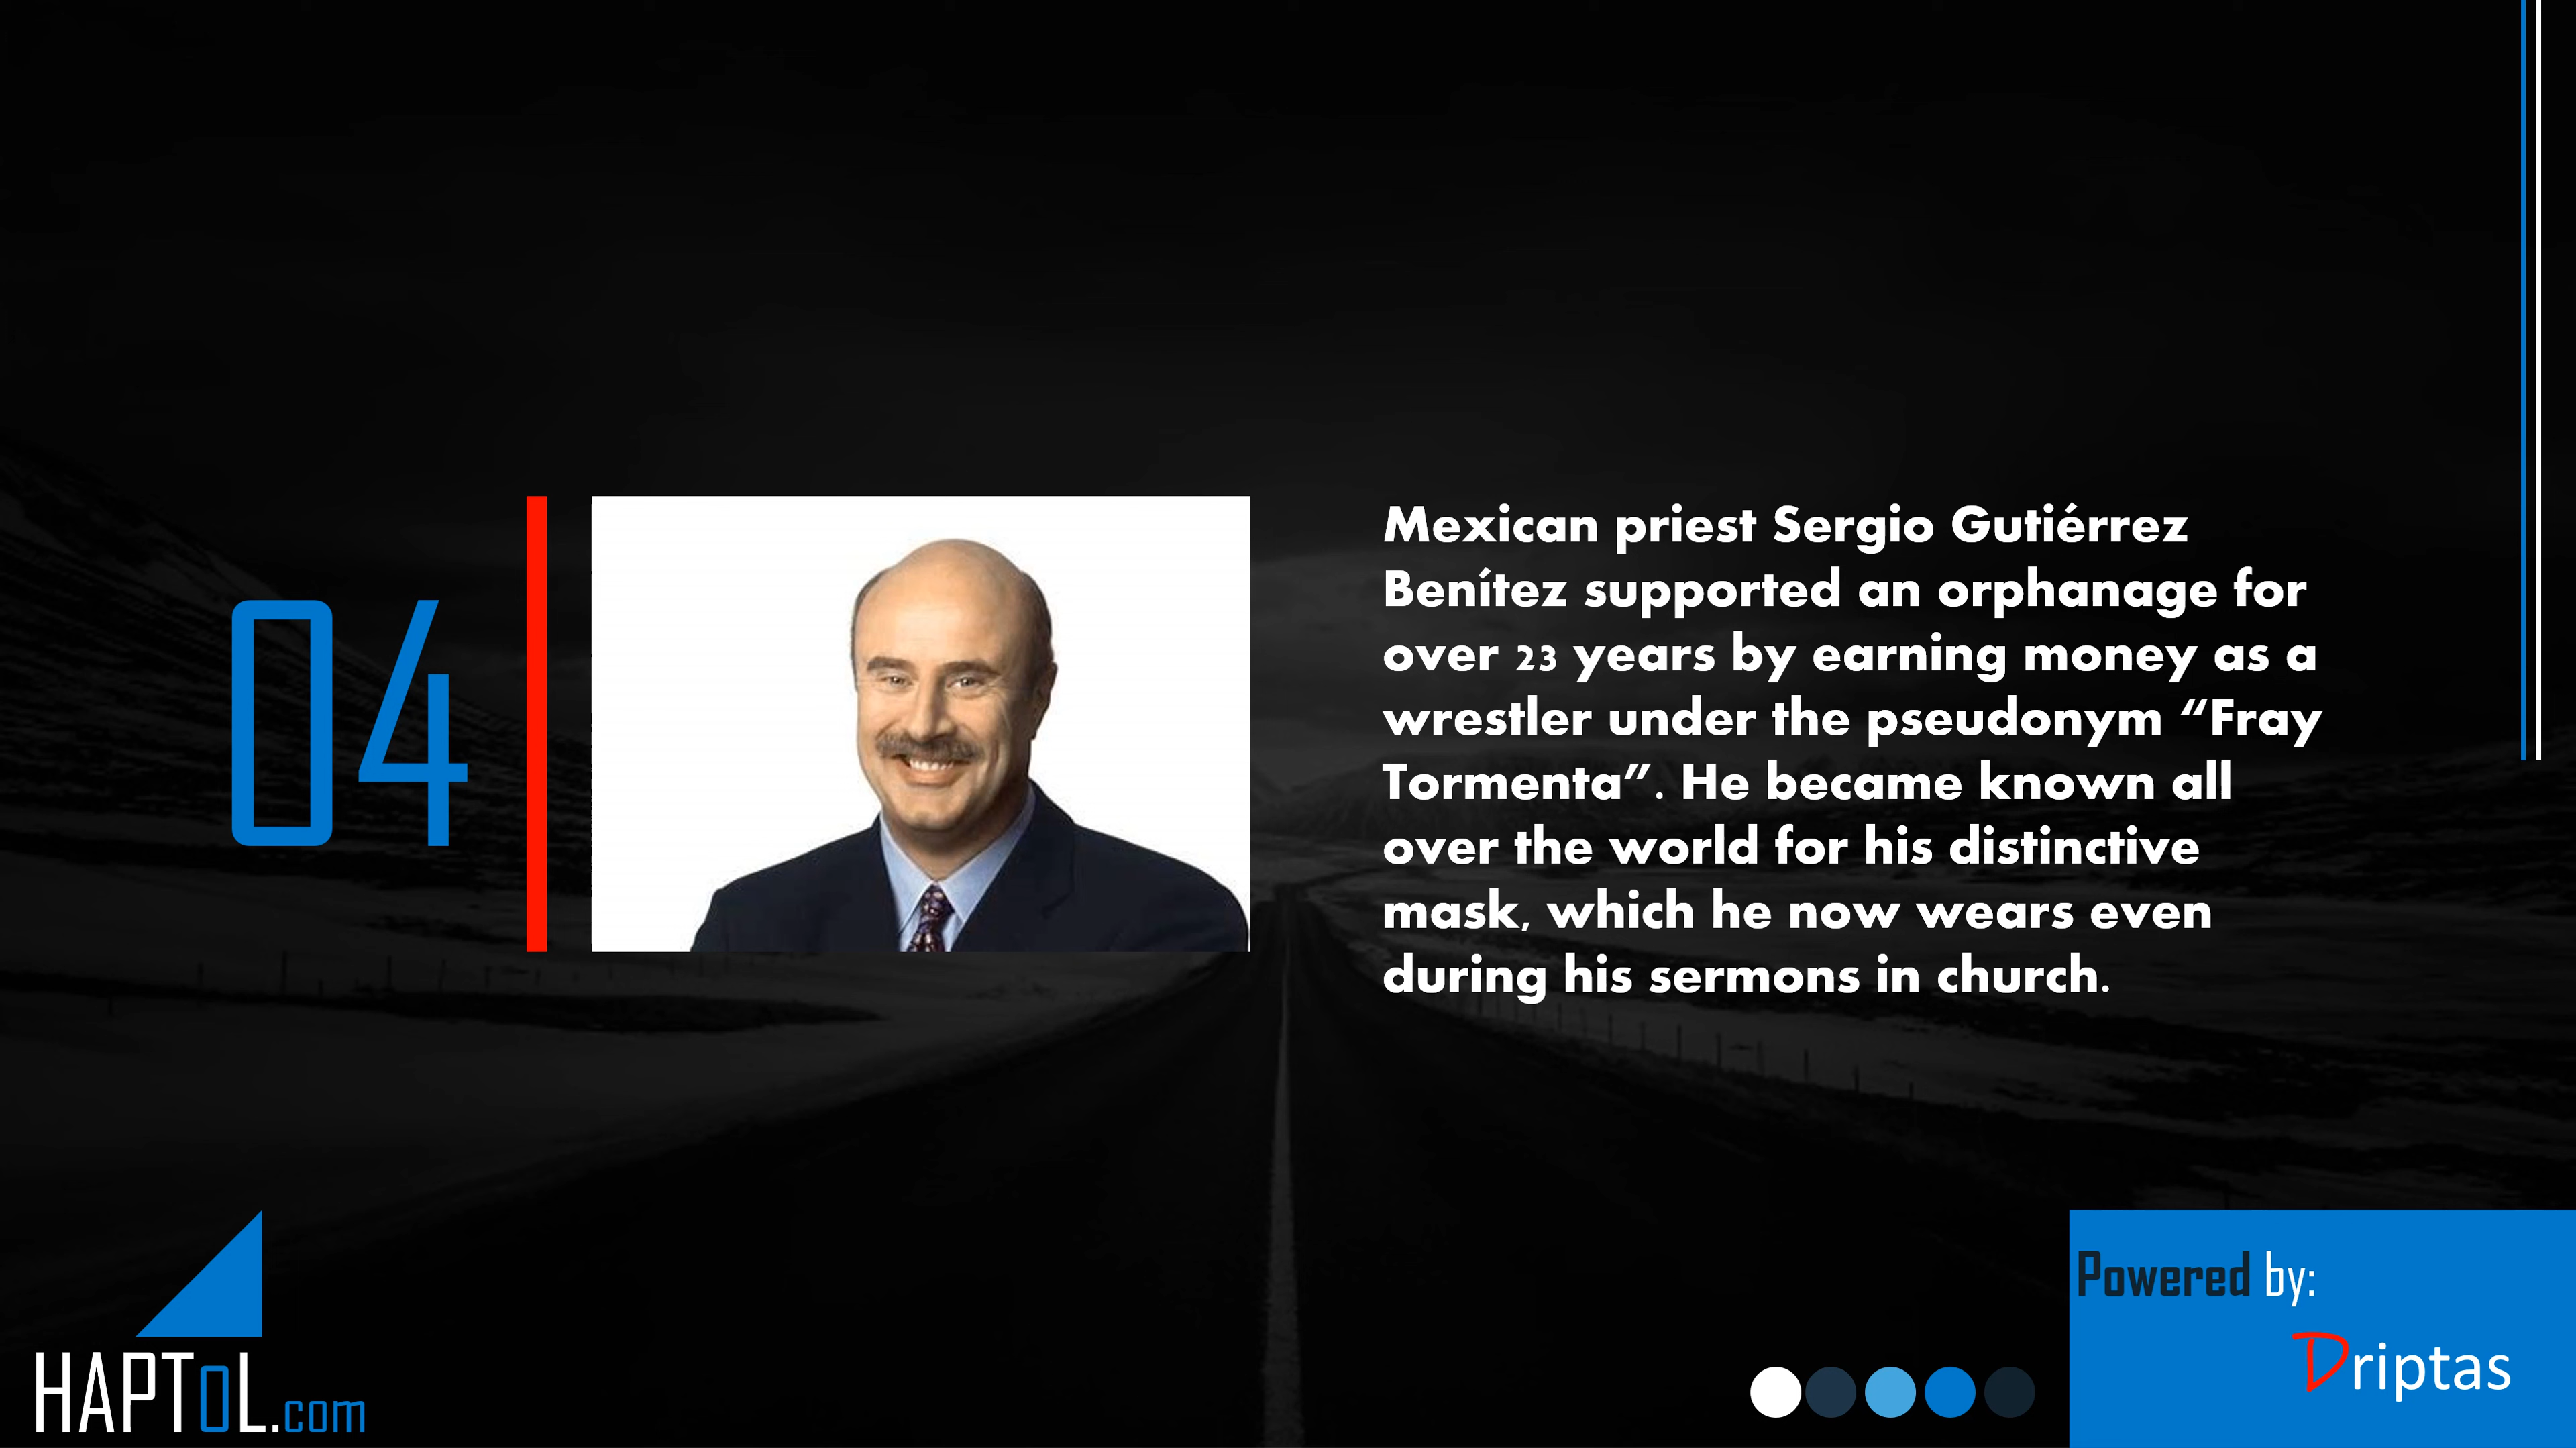 04
Mexican priest Sergio Gutiérrez
Benítez supported an orphanage for
over 23 years by earning money as a
wrestler under the pseudonym “Fray
Tormenta”. He became known all
over the world for his distinctive
mask, which he now wears even
during his sermons in church.
HAPToL.com
Powered by:
Driptas